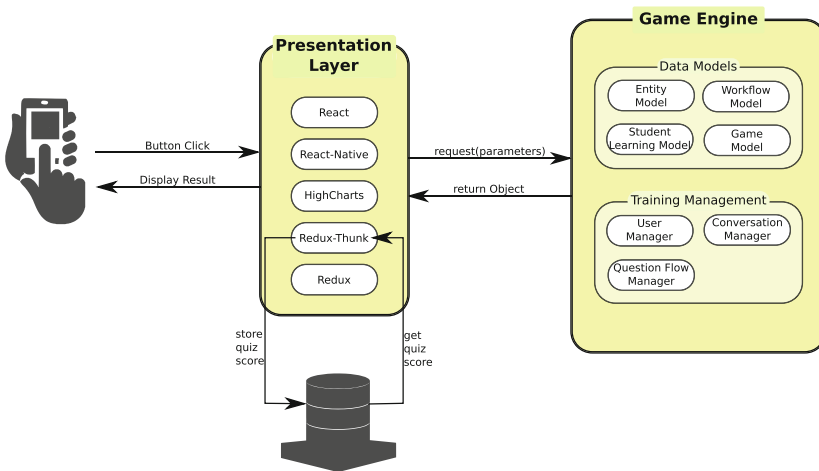 Game Engine
Presentation
Layer
Data Models
Entity
Model
Workflow
Model
Student
Learning Model
Game
Model
React
React-Native
HighCharts
Redux-Thunk
Redux
Button Click
Display Result
request(parameters)
return Object
Training Management
User
Manager
Conversation
Manager
Question Flow
Manager
store
quiz
score
get
quiz
score